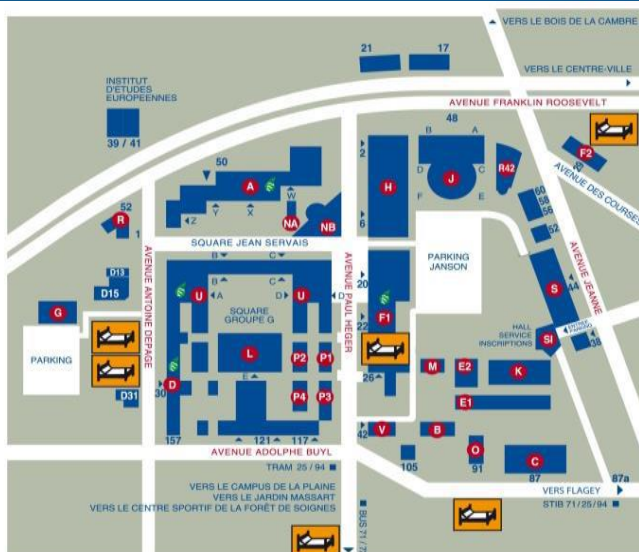 VERS LE BOIS DE LA CAMBRE
21
17
VERS LE CENTRE-VILLE
INSTITUT
D'ETUDES
EUROPEENNES
AVENUE FRANKLIN ROOSEVELT
39 / 41
48
B
A
2
50
F2
R42
D
C
J
A
H
F
E
AVENUE DES COURSES
W
60
58
56
52
R
1
Z
Y
X
NA
NB
6
52
SQUARE JEAN SERVAIS
PARKING
JANSON
AVENUE JEANNE
B
C
20
D13
D15
B
C
U
A
D
U
D
SQUARE
GROUPE G
AVENUE ANTOINE DEPAGE
AVENUE PAUL HEGER
F1
22
S
44
G
HALL
SERVICE
INSCRIPTIONS
ENTREE
PARKING
SI
38
PARKING
L
P2
P1
M
E2
K
E
26
D
30
D31
P4
P3
E1
42
V
B
157
121
117
O
C
AVENUE ADOLPHE BUYL
105
91
87
87a
TRAM 25 / 94
VERS LE CAMPUS DE LA PLAINE
VERS LE JARDIN MASSART
VERS LE CENTRE SPORTIF DE LA FORÊT DE SOIGNES
VERS FLAGEY
STIB 71 / 25 / 94
BUS 71 / 7